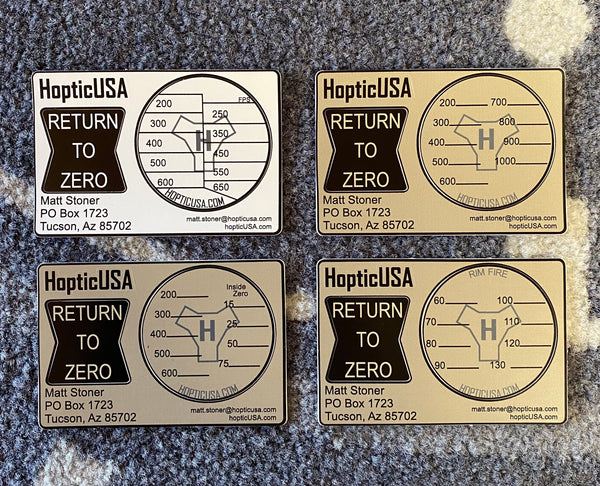 HopticUSA
RETURN
TO
ZERO
Matt Stoner
PO Box 1723
Tucson, Az 85702
FPS
200
250
300
350
400
450
500
550
600
650
H
HOPTICUSA.COM
matt.stoner@hopticusa.com
hopticUSA.com
HopticUSA
RETURN
TO
ZERO
Matt Stoner
PO Box 1723
Tucson, Az 85702
200 700
300 800
400 900
500 1000
600
H
HOPTICUSA.COM
matt.stoner@hopticusa.com
hopticUSA.com
HopticUSA
RETURN
TO
ZERO
Matt Stoner
PO Box 1723
Tucson, Az 85702
Inside
Zero
200
15
300
25
400
50
500
75
600
H
HOPTICUSA.COM
matt.stoner@hopticusa.com
hopticUSA.com
HopticUSA
RETURN
TO
ZERO
Matt Stoner
PO Box 1723
Tucson, Az 85702
RIM FIRE
60 100
70 110
80 120
90 130
H
HOPTICUSA.COM
matt.stoner@hopticusa.com
hopticUSA.com